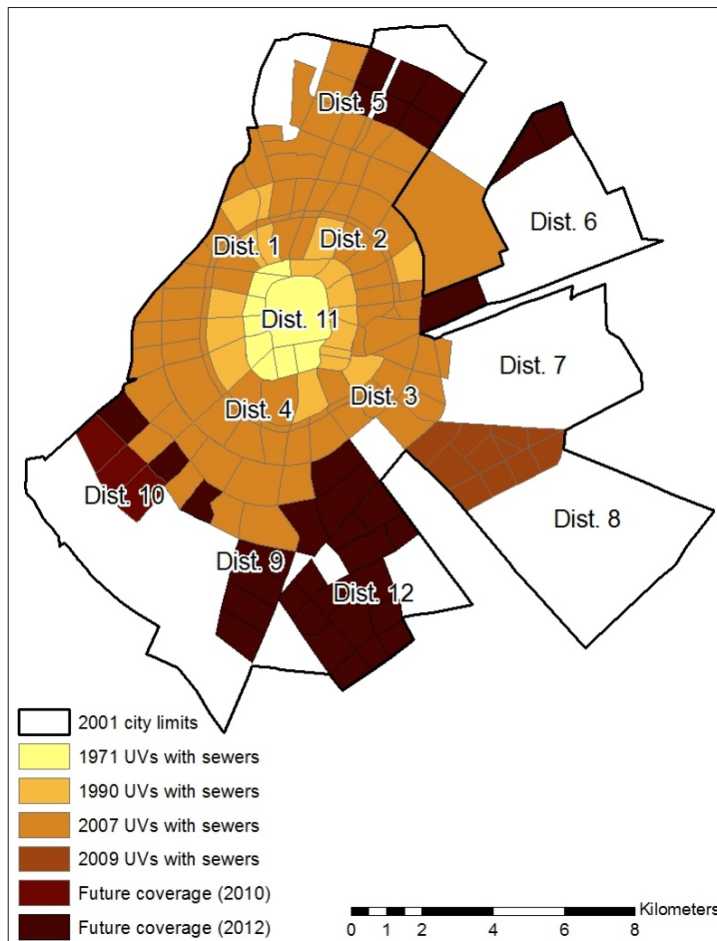 Dist. 5
Dist. 6
Dist. 1
Dist. 2
Dist. 11
Dist. 7
Dist. 4
Dist. 3
Dist. 10
Dist. 8
Dist. 9
Dist. 12
2001 city limits
1971 UVs with sewers
1990 UVs with sewers
2007 UVs with sewers
2009 UVs with sewers
Future coverage (2010)
Future coverage (2012)
Kilometers
0 1 2 4 6 8